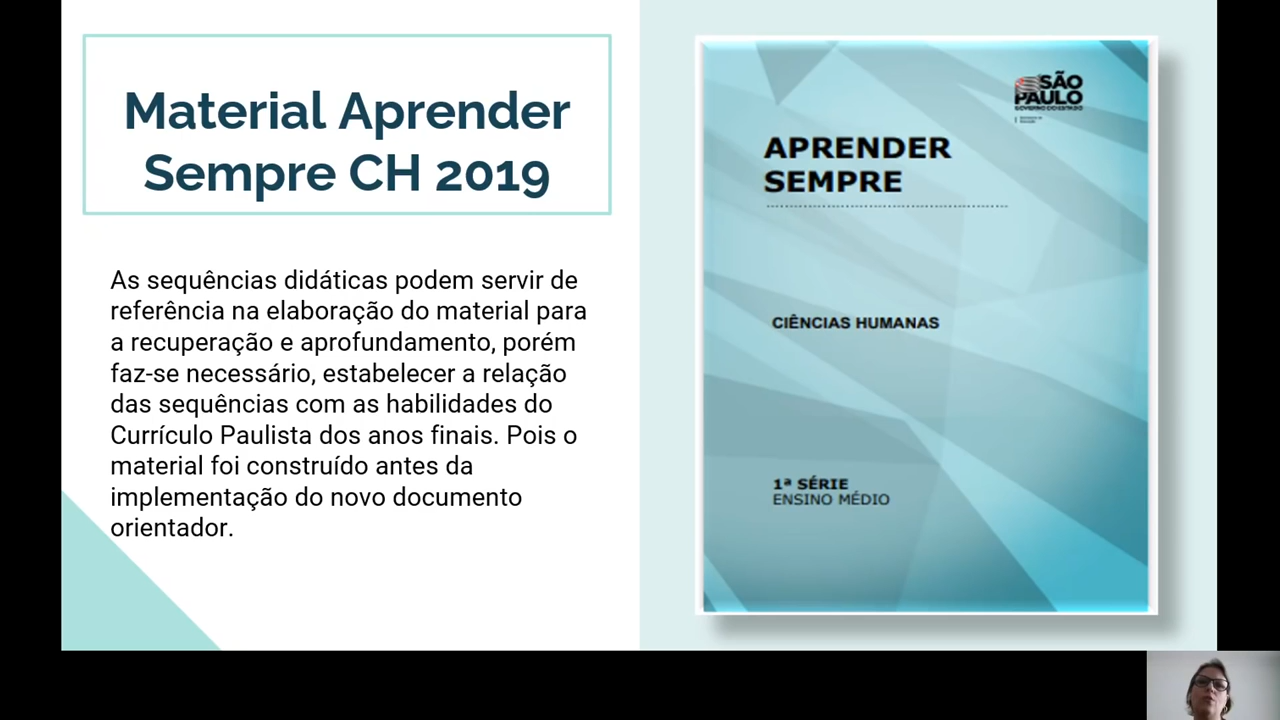 Material Aprender
Sempre CH 2019
As sequências didáticas podem servir de
referência na elaboração do material para
a recuperação e aprofundamento, porém
faz-se necessário, estabelecer a relação
das sequências com as habilidades do
Currículo Paulista dos anos finais. Pois o
material foi construído antes da
implementação do novo documento
orientador.
SÃO
PAULO
GOVERNO DO ESTADO
APRENDER
SEMPRE
CIÊNCIAS HUMANAS
1ª SÉRIE
ENSINO MÉDIO